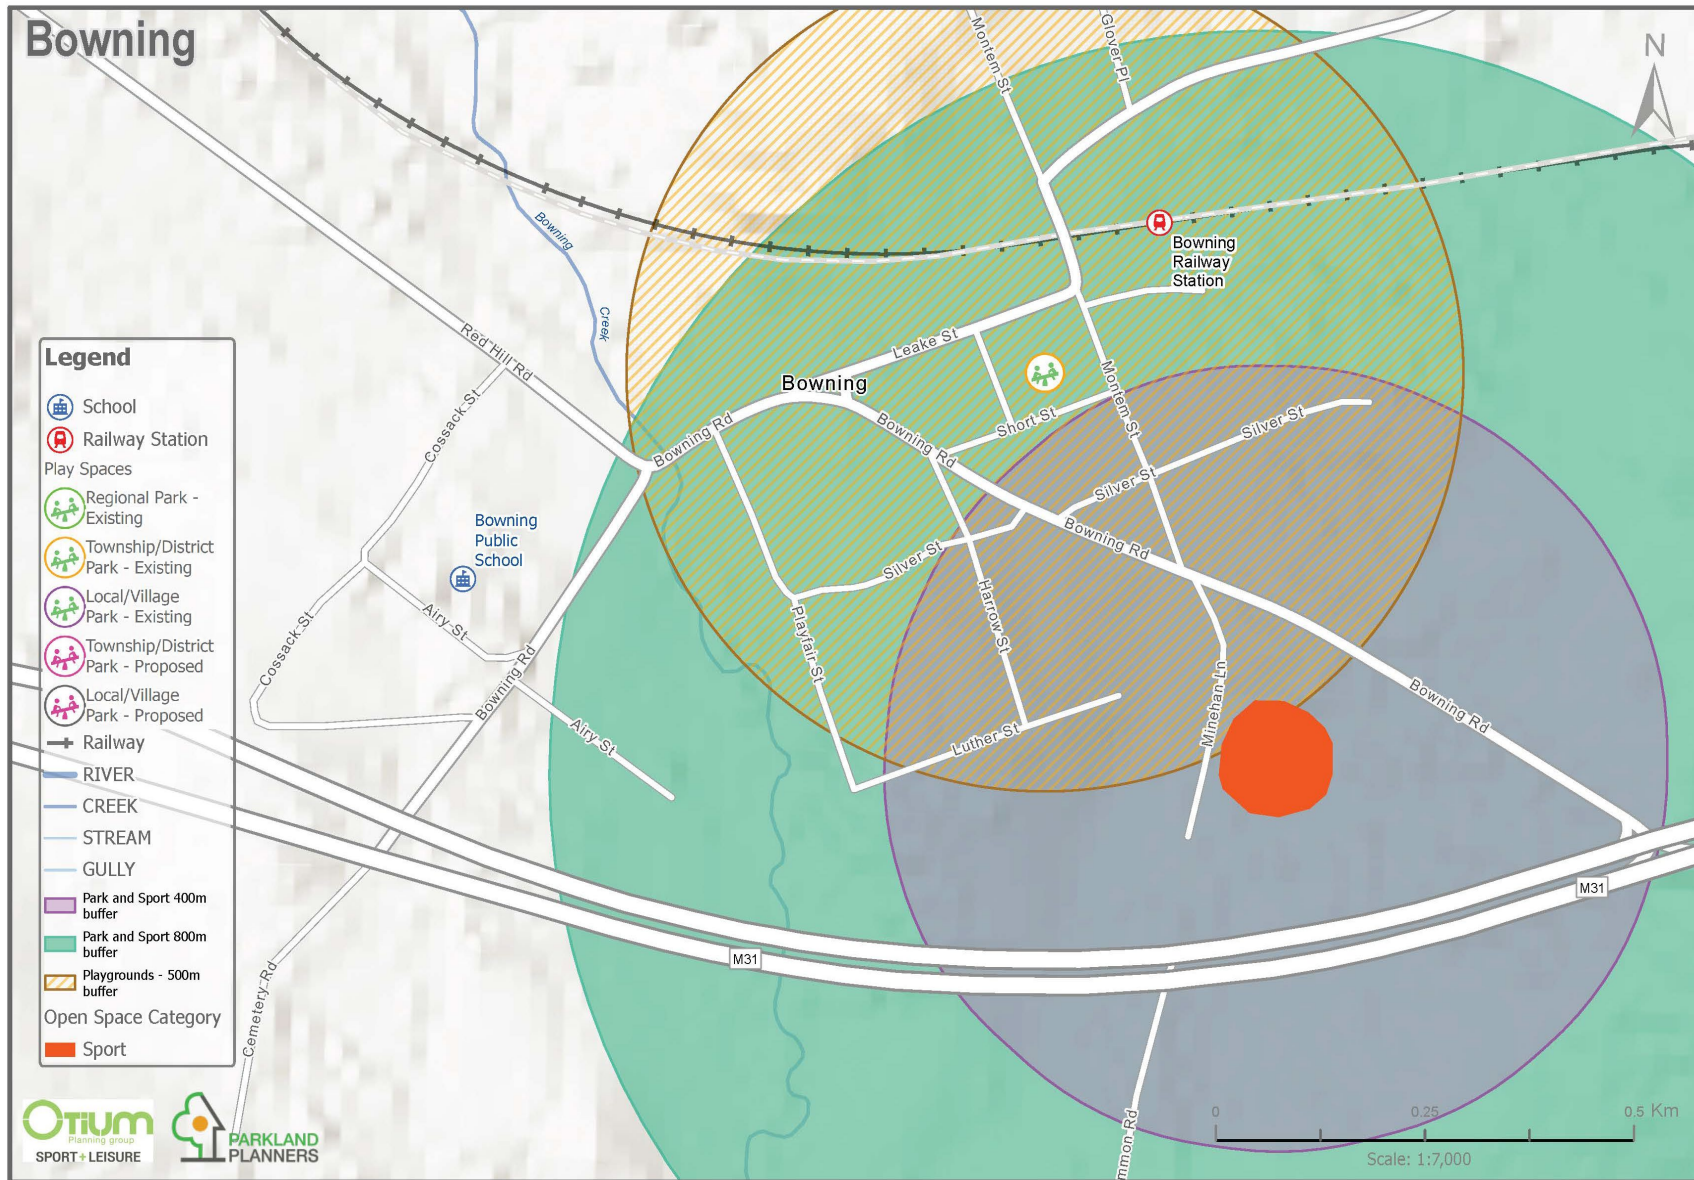 Bowning
N
Montem St
Glover Pl
Bowning
Creek
Bowning
Railway
Station
Leake St
Red Hill Rd
Bowning
Cossack St
Bowning Rd
Bowning Rd
Short St
Montem St
Silver St
Silver St
Bowning Rd
Silver St
Harrow St
Playfair St
Bowning
Public
School
Airy St
Cossack St
Bowning Rd
Airy St
Luther St
Minehan Ln
Bowning Rd
M31
M31
Cemetery Rd
mmon Rd
Legend
School
Railway Station
Play Spaces
Regional Park -
Existing
Township/District
Park - Existing
Local/Village
Park - Existing
Township/District
Park - Proposed
Local/Village
Park - Proposed
Railway
RIVER
CREEK
STREAM
GULLY
Park and Sport 400m
buffer
Park and Sport 800m
buffer
Playgrounds - 500m
buffer
Open Space Category
Sport
Otium
Planning group
SPORT+LEISURE
PARKLAND
PLANNERS
0 0.25 0.5 Km
Scale: 1:7,000